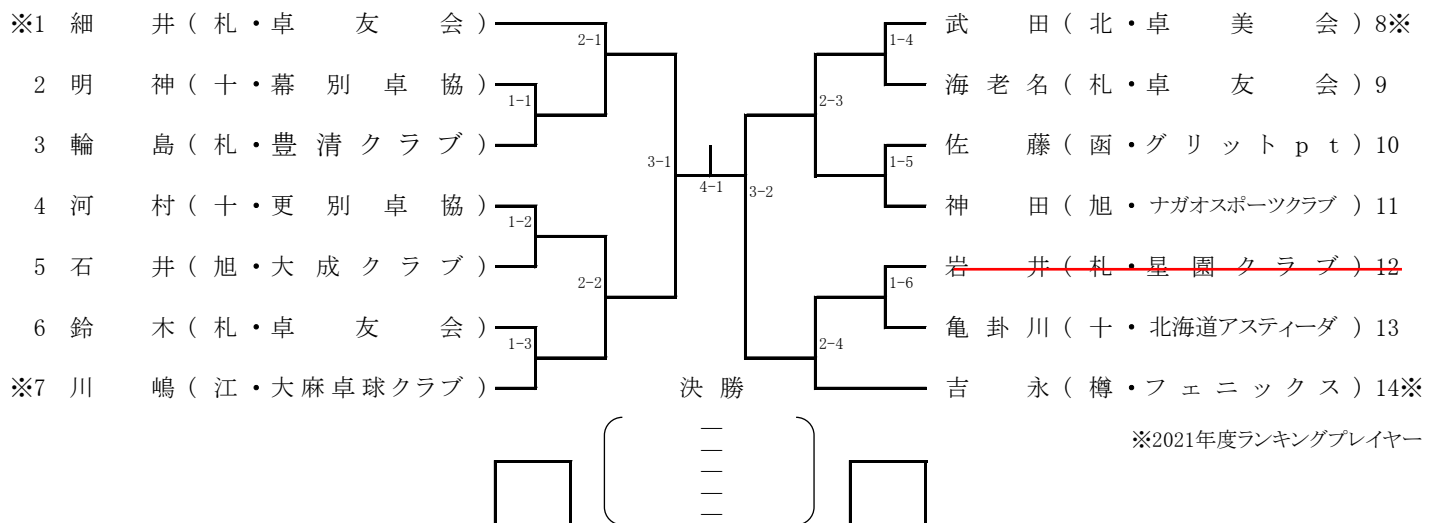 ※1 細井(札・卓友会)
2 明神(十・幕別卓協)
3 輪島(札・豊清クラブ)
4 河村(十・更別卓協)
5 石井(旭・大成クラブ)
6 鈴木(札・卓友会)
※7 川嶋(江・大麻卓球クラブ)
2-1
1-1
3-1
1-2
2-2
1-3
4-1
決勝
3-2
1-4
2-3
1-5
1-6
2-4
武田(北・卓美会)8※
海老名(札・卓友会)9
佐藤(函・グリットpt)10
神田(旭・ナガオスポーツクラブ)11
岩井(札・星園クラブ)12
亀卦川(十・北海道アスティーダ)13
吉永(樽・フェニックス)14※
※2021年度ランキングプレイヤー
—
—
—
—
—